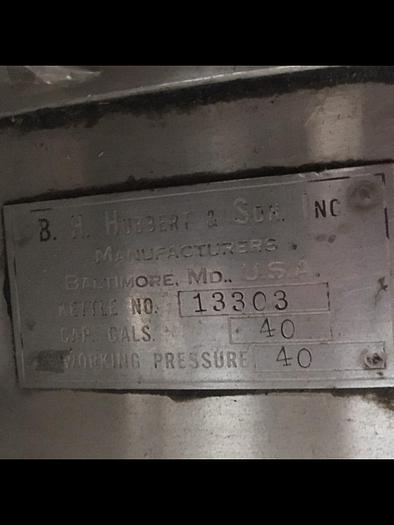 B. H. HUBBERT & SON. INC
MANUFACTURERS
BALTIMORE, MD., U.S.A.
KETTLE NO. 13303
CAP. GALS. 40
WORKING PRESSURE 40